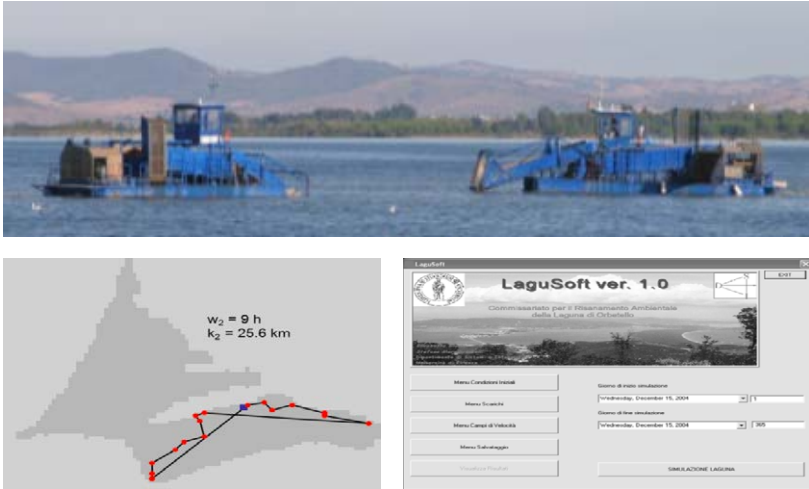 w₂ = 9 h
k₂ = 25.6 km
LaguSoft
EXIT
LaguSoft ver. 1.0
Commissariato per il Risanamento Ambientale
della Laguna di Orbetello
Menu Condizioni Iniziali
Menu Scarichi
Menu Campi di Velocità
Menu Salvataggio
Giorno di inizio simulazione
Wednesday, December 15, 2004
1
Giorno di fine simulazione
Wednesday, December 15, 2004
365
SIMULAZIONE LAGUNA